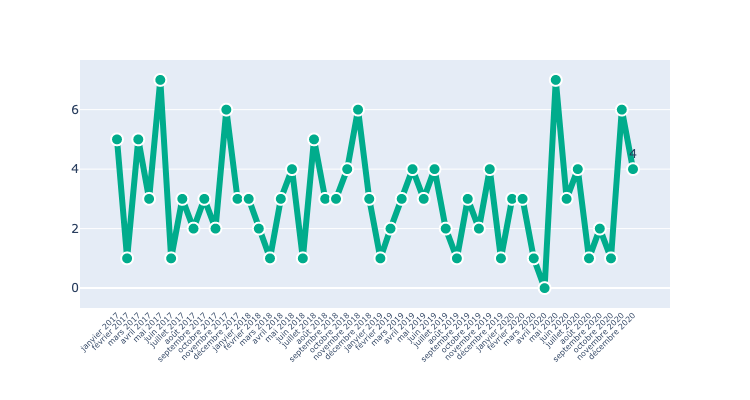 6
4
2
0
4
janvier 2017
février 2017
mars 2017
avril 2017
mai 2017
juin 2017
juillet 2017
août 2017
septembre 2017
octobre 2017
novembre 2017
décembre 2017
janvier 2018
février 2018
mars 2018
avril 2018
mai 2018
juin 2018
juillet 2018
août 2018
septembre 2018
octobre 2018
novembre 2018
décembre 2018
janvier 2019
février 2019
mars 2019
avril 2019
mai 2019
juin 2019
juillet 2019
août 2019
septembre 2019
octobre 2019
novembre 2019
décembre 2019
janvier 2020
février 2020
mars 2020
avril 2020
mai 2020
juin 2020
juillet 2020
août 2020
septembre 2020
octobre 2020
novembre 2020
décembre 2020